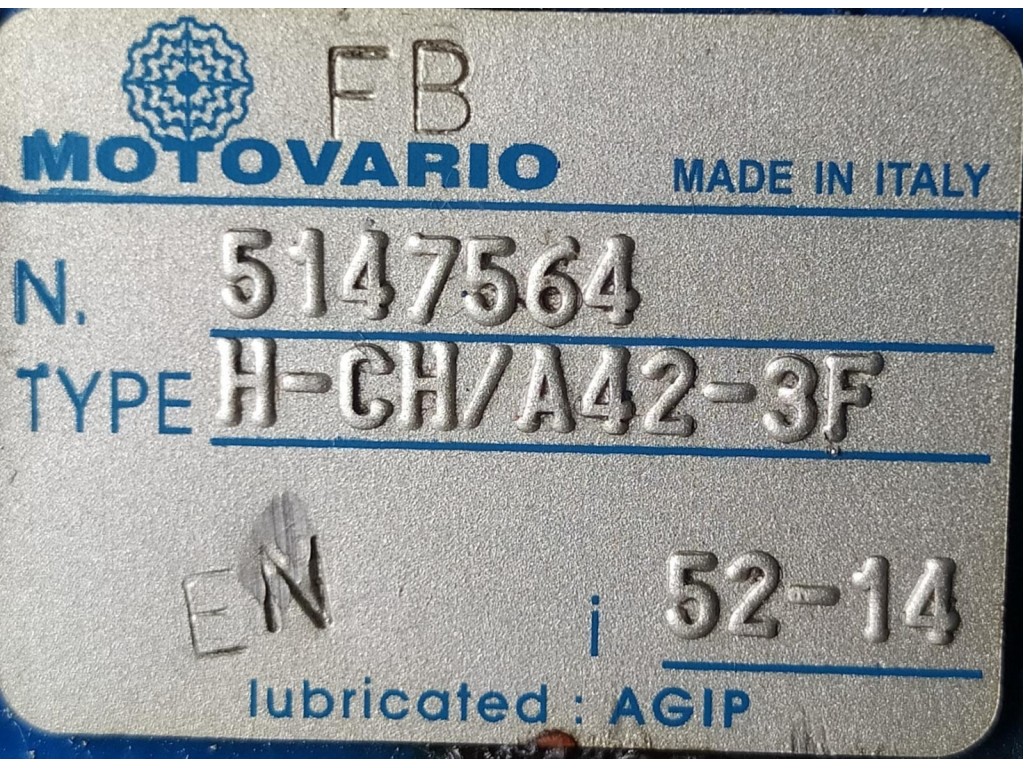 FB
MOTOVARIO MADE IN ITALY
N. 5147564
TYPE H-CH/A42-3F
EN i 52-14
lubricated : AGIP